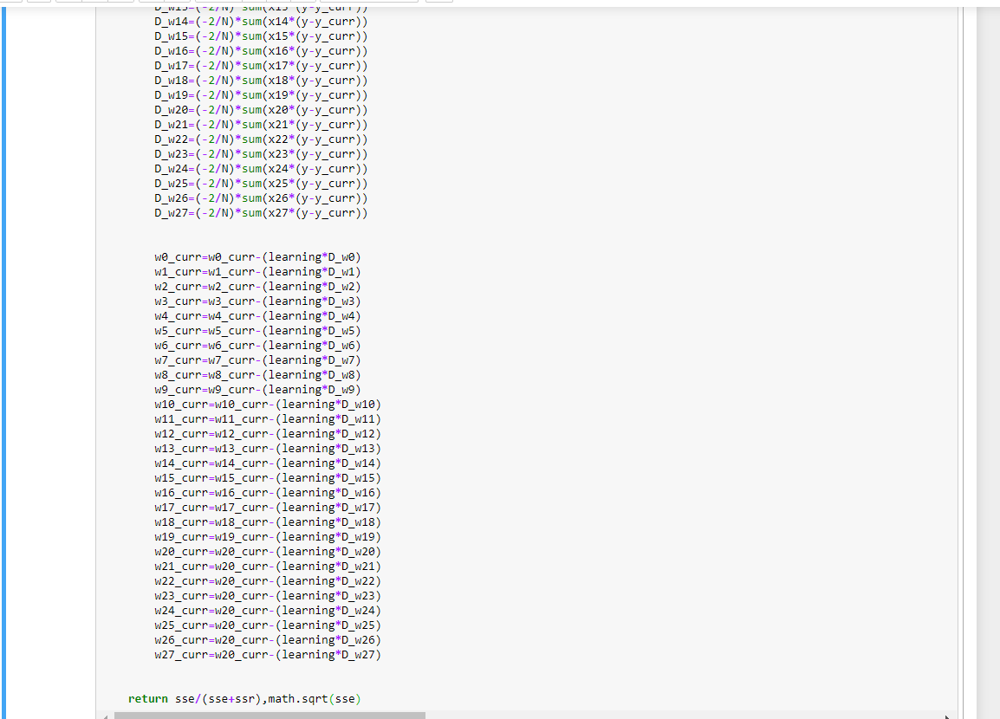 D_w13=(-2/N)*sum(x13*(y-y_curr))
D_w14=(-2/N)*sum(x14*(y-y_curr))
D_w15=(-2/N)*sum(x15*(y-y_curr))
D_w16=(-2/N)*sum(x16*(y-y_curr))
D_w17=(-2/N)*sum(x17*(y-y_curr))
D_w18=(-2/N)*sum(x18*(y-y_curr))
D_w19=(-2/N)*sum(x19*(y-y_curr))
D_w20=(-2/N)*sum(x20*(y-y_curr))
D_w21=(-2/N)*sum(x21*(y-y_curr))
D_w22=(-2/N)*sum(x22*(y-y_curr))
D_w23=(-2/N)*sum(x23*(y-y_curr))
D_w24=(-2/N)*sum(x24*(y-y_curr))
D_w25=(-2/N)*sum(x25*(y-y_curr))
D_w26=(-2/N)*sum(x26*(y-y_curr))
D_w27=(-2/N)*sum(x27*(y-y_curr))
w0_curr=w0_curr-(learning*D_w0)
w1_curr=w1_curr-(learning*D_w1)
w2_curr=w2_curr-(learning*D_w2)
w3_curr=w3_curr-(learning*D_w3)
w4_curr=w4_curr-(learning*D_w4)
w5_curr=w5_curr-(learning*D_w5)
w6_curr=w6_curr-(learning*D_w6)
w7_curr=w7_curr-(learning*D_w7)
w8_curr=w8_curr-(learning*D_w8)
w9_curr=w9_curr-(learning*D_w9)
w10_curr=w10_curr-(learning*D_w10)
w11_curr=w11_curr-(learning*D_w11)
w12_curr=w12_curr-(learning*D_w12)
w13_curr=w13_curr-(learning*D_w13)
w14_curr=w14_curr-(learning*D_w14)
w15_curr=w15_curr-(learning*D_w15)
w16_curr=w16_curr-(learning*D_w16)
w17_curr=w17_curr-(learning*D_w17)
w18_curr=w18_curr-(learning*D_w18)
w19_curr=w19_curr-(learning*D_w19)
w20_curr=w20_curr-(learning*D_w20)
w21_curr=w20_curr-(learning*D_w21)
w22_curr=w20_curr-(learning*D_w22)
w23_curr=w20_curr-(learning*D_w23)
w24_curr=w20_curr-(learning*D_w24)
w25_curr=w20_curr-(learning*D_w25)
w26_curr=w20_curr-(learning*D_w26)
w27_curr=w20_curr-(learning*D_w27)
return sse/(sse+ssr),math.sqrt(sse)